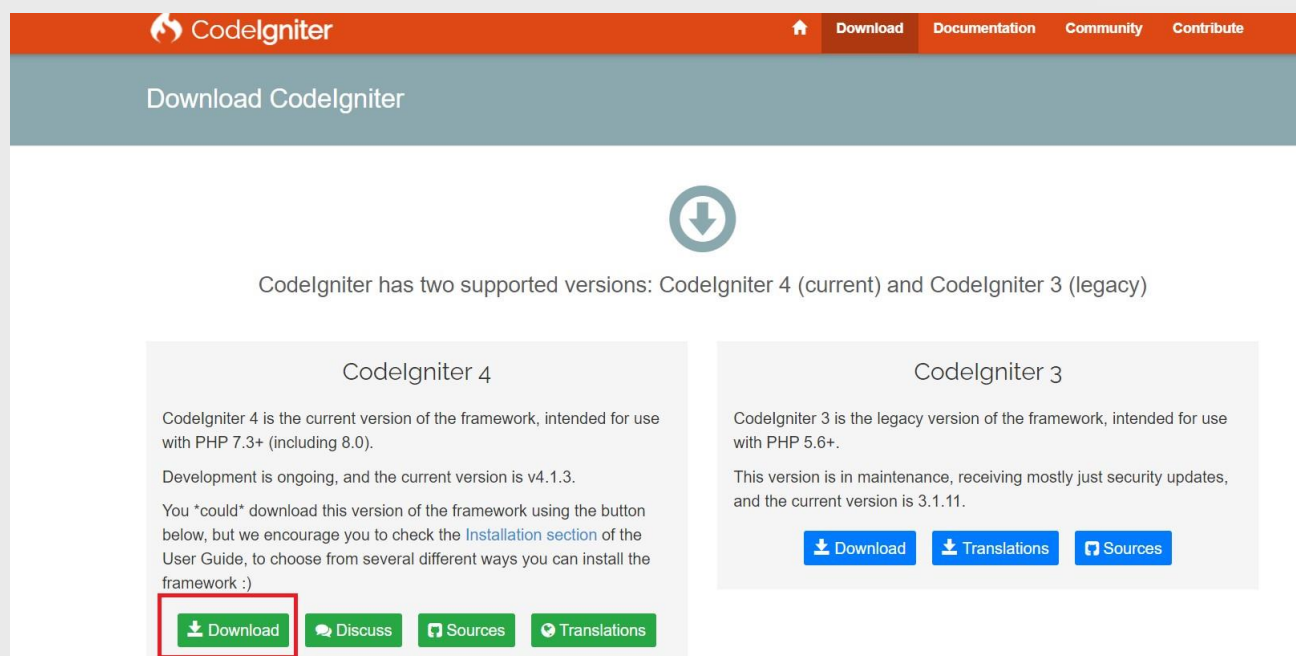 CodeIgniter
Download
Documentation
Community
Contribute
Download CodeIgniter
CodeIgniter has two supported versions: CodeIgniter 4 (current) and CodeIgniter 3 (legacy)
CodeIgniter 4
CodeIgniter 4 is the current version of the framework, intended for use
with PHP 7.3+ (including 8.0).
Development is ongoing, and the current version is v4.1.3.
You *could* download this version of the framework using the button
below, but we encourage you to check the Installation section of the
User Guide, to choose from several different ways you can install the
framework :)
Download
Discuss
Sources
Translations
CodeIgniter 3
CodeIgniter 3 is the legacy version of the framework, intended for use
with PHP 5.6+.
This version is in maintenance, receiving mostly just security updates,
and the current version is 3.1.11.
Download
Translations
Sources